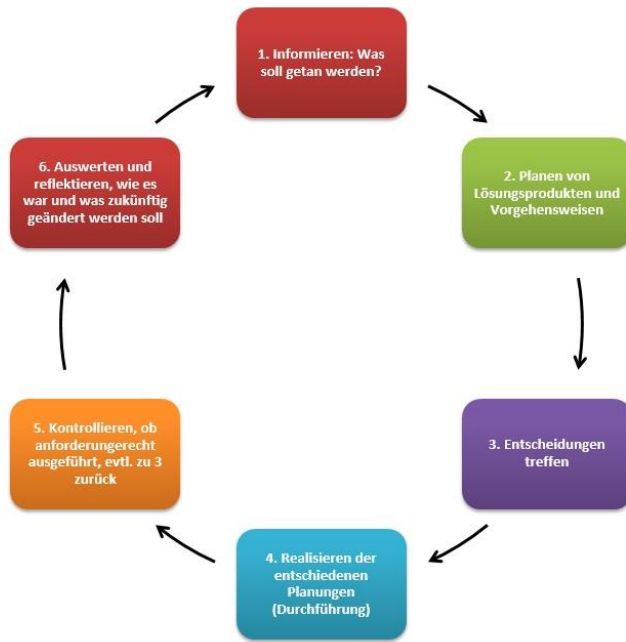 1. Informieren: Was
soll getan werden?
2. Planen von
Lösungsprodukten und
Vorgehensweisen
3. Entscheidungen
treffen
4. Realisieren der
entschiedenen
Planungen
(Durchführung)
5. Kontrollieren, ob
anforderungerecht
ausgeführt, evtl. zu 3
zurück
6. Auswerten und
reflektieren, wie es
war und was zukünftig
geändert werden soll